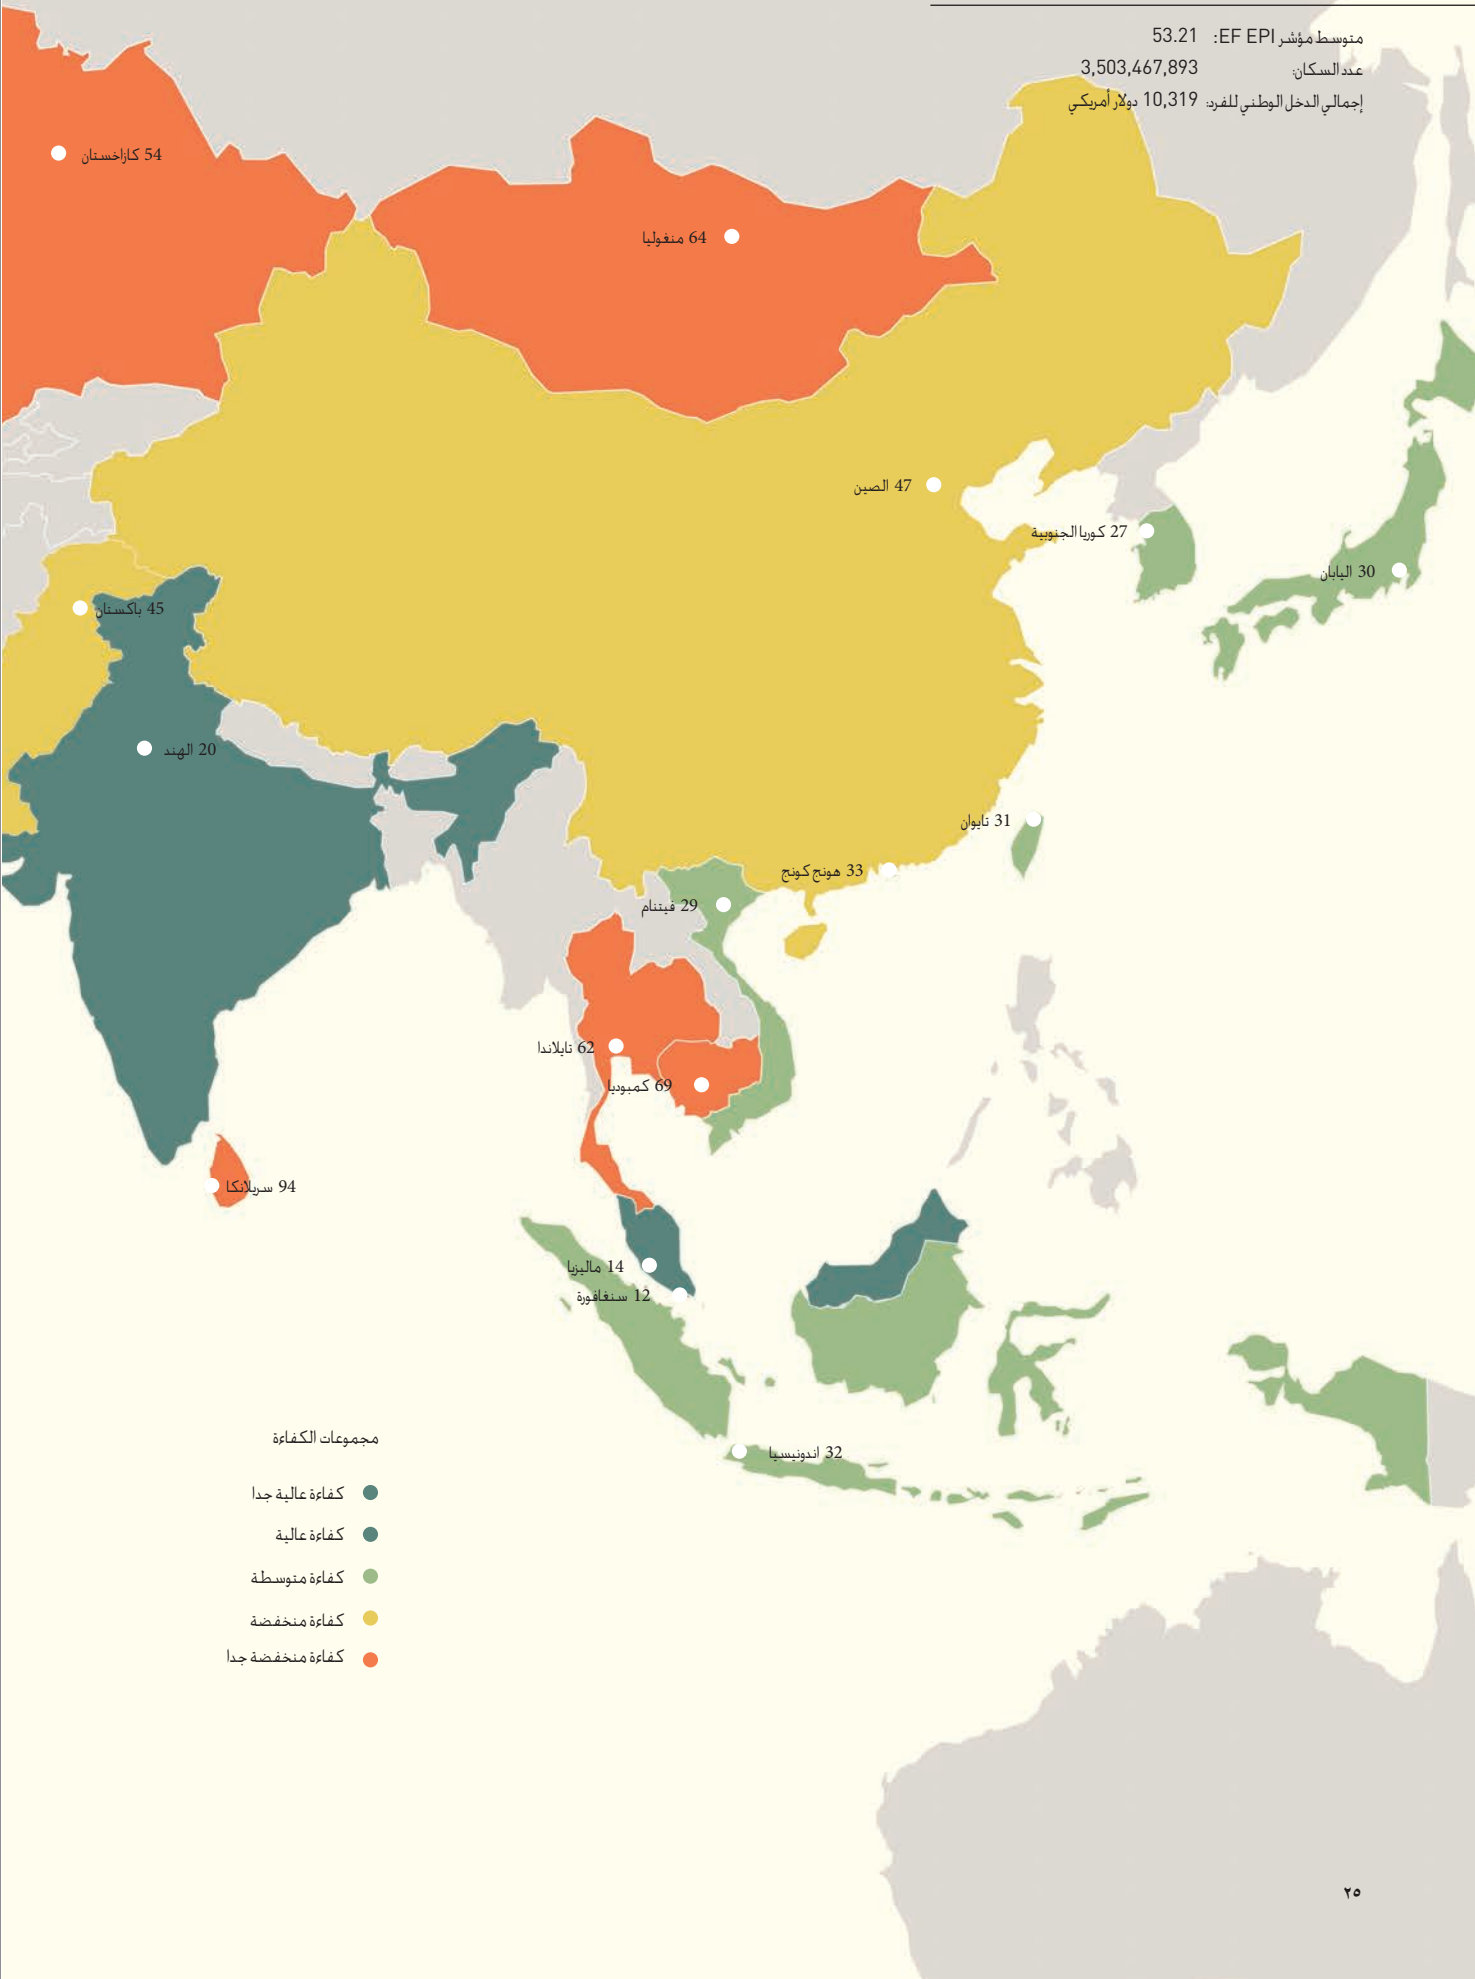 متوسط مؤشر EF EPI: 53.21
عدد السكان: 3,503,467,893
إجمالي الدخل الوطني للفرد: 10,319 دولار أمريكي
54 كازاخستان
64 منغوليا
47 الصين
27 كوريا الجنوبية
30 اليابان
45 باكستان
20 الهند
31 تايوان
33 هونج كونج
29 فيتنام
62 تايلاندا
69 كمبوديا
94 سريلانكا
14 ماليزيا
12 سنغافورة
32 اندونيسيا
مجموعات الكفاءة
كفاءة عالية جدا
كفاءة عالية
كفاءة متوسطة
كفاءة منخفضة
كفاءة منخفضة جدا
٢٥